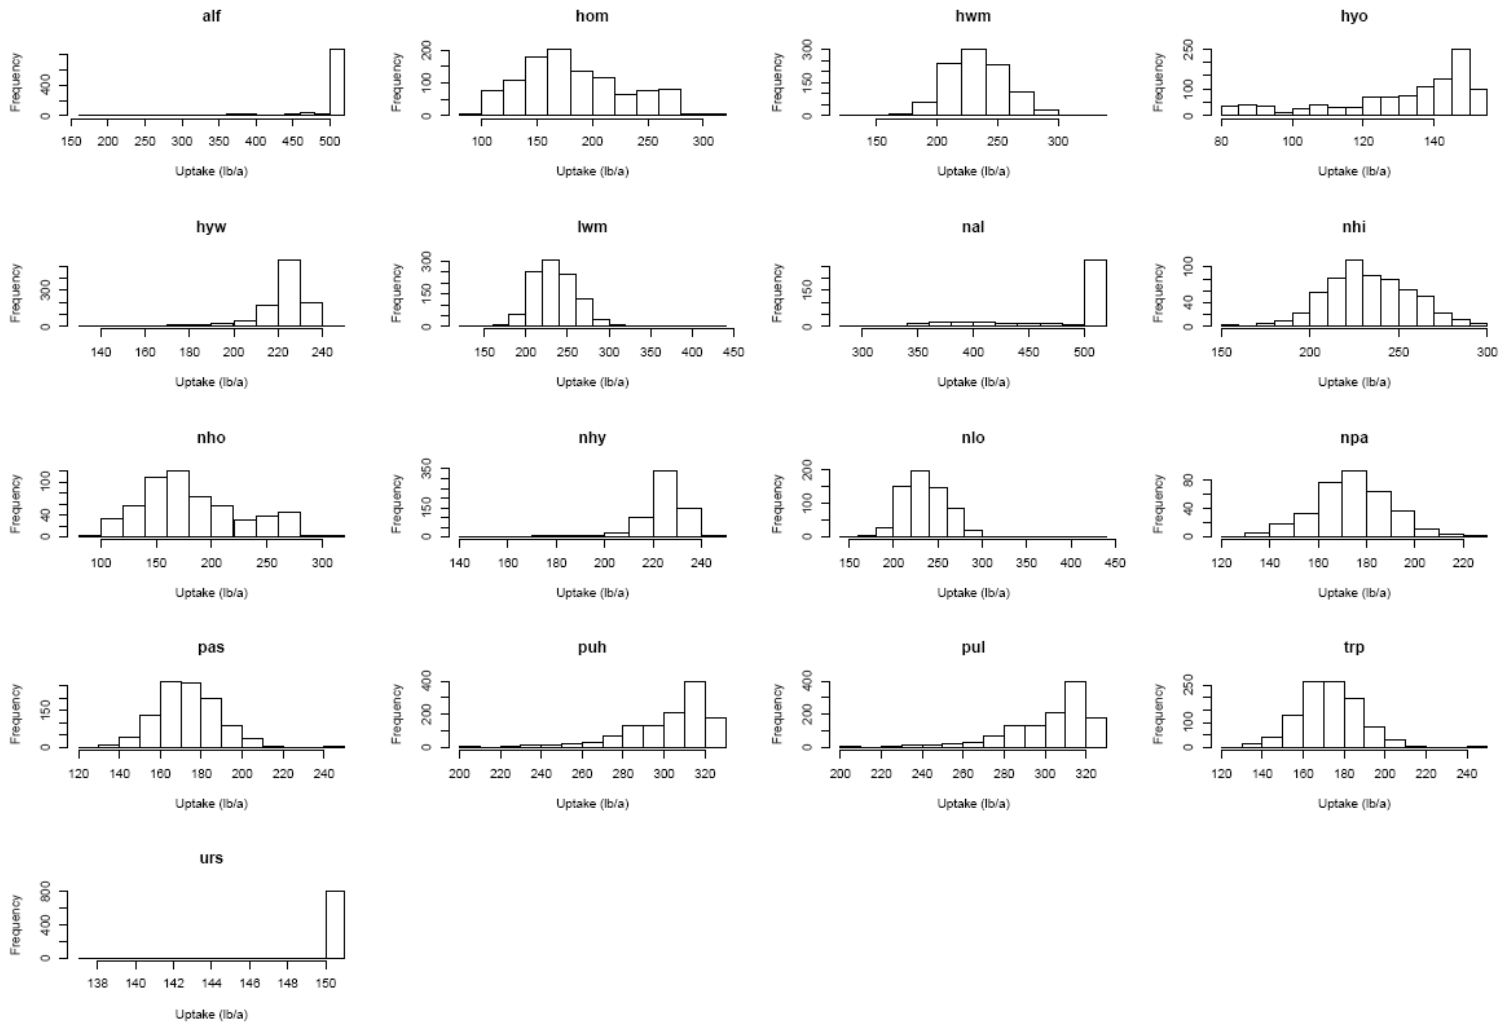 alf
Frequency
0 400
150 200 250 300 350 400 450 500
Uptake (lb/a)
hom
Frequency
0 100 200
100 150 200 250 300
Uptake (lb/a)
hwm
Frequency
0 150 300
150 200 250 300
Uptake (lb/a)
hyo
Frequency
0 100 250
80 100 120 140
Uptake (lb/a)
hyw
Frequency
0 300
140 160 180 200 220 240
Uptake (lb/a)
lwm
Frequency
0 150 300
150 200 250 300 350 400 450
Uptake (lb/a)
nal
Frequency
0 150
300 350 400 450 500
Uptake (lb/a)
nhi
Frequency
0 40 100
150 200 250 300
Uptake (lb/a)
nho
Frequency
0 40 100
100 150 200 250 300
Uptake (lb/a)
nhy
Frequency
0 150 350
140 160 180 200 220 240
Uptake (lb/a)
nlo
Frequency
0 100 200
150 200 250 300 350 400 450
Uptake (lb/a)
npa
Frequency
0 40 80
120 140 160 180 200 220
Uptake (lb/a)
pas
Frequency
0 150
120 140 160 180 200 220 240
Uptake (lb/a)
puh
Frequency
0 200 400
200 220 240 260 280 300 320
Uptake (lb/a)
pul
Frequency
0 200 400
200 220 240 260 280 300 320
Uptake (lb/a)
trp
Frequency
0 100 250
120 140 160 180 200 220 240
Uptake (lb/a)
urs
Frequency
0 400 800
138 140 142 144 146 148 150
Uptake (lb/a)